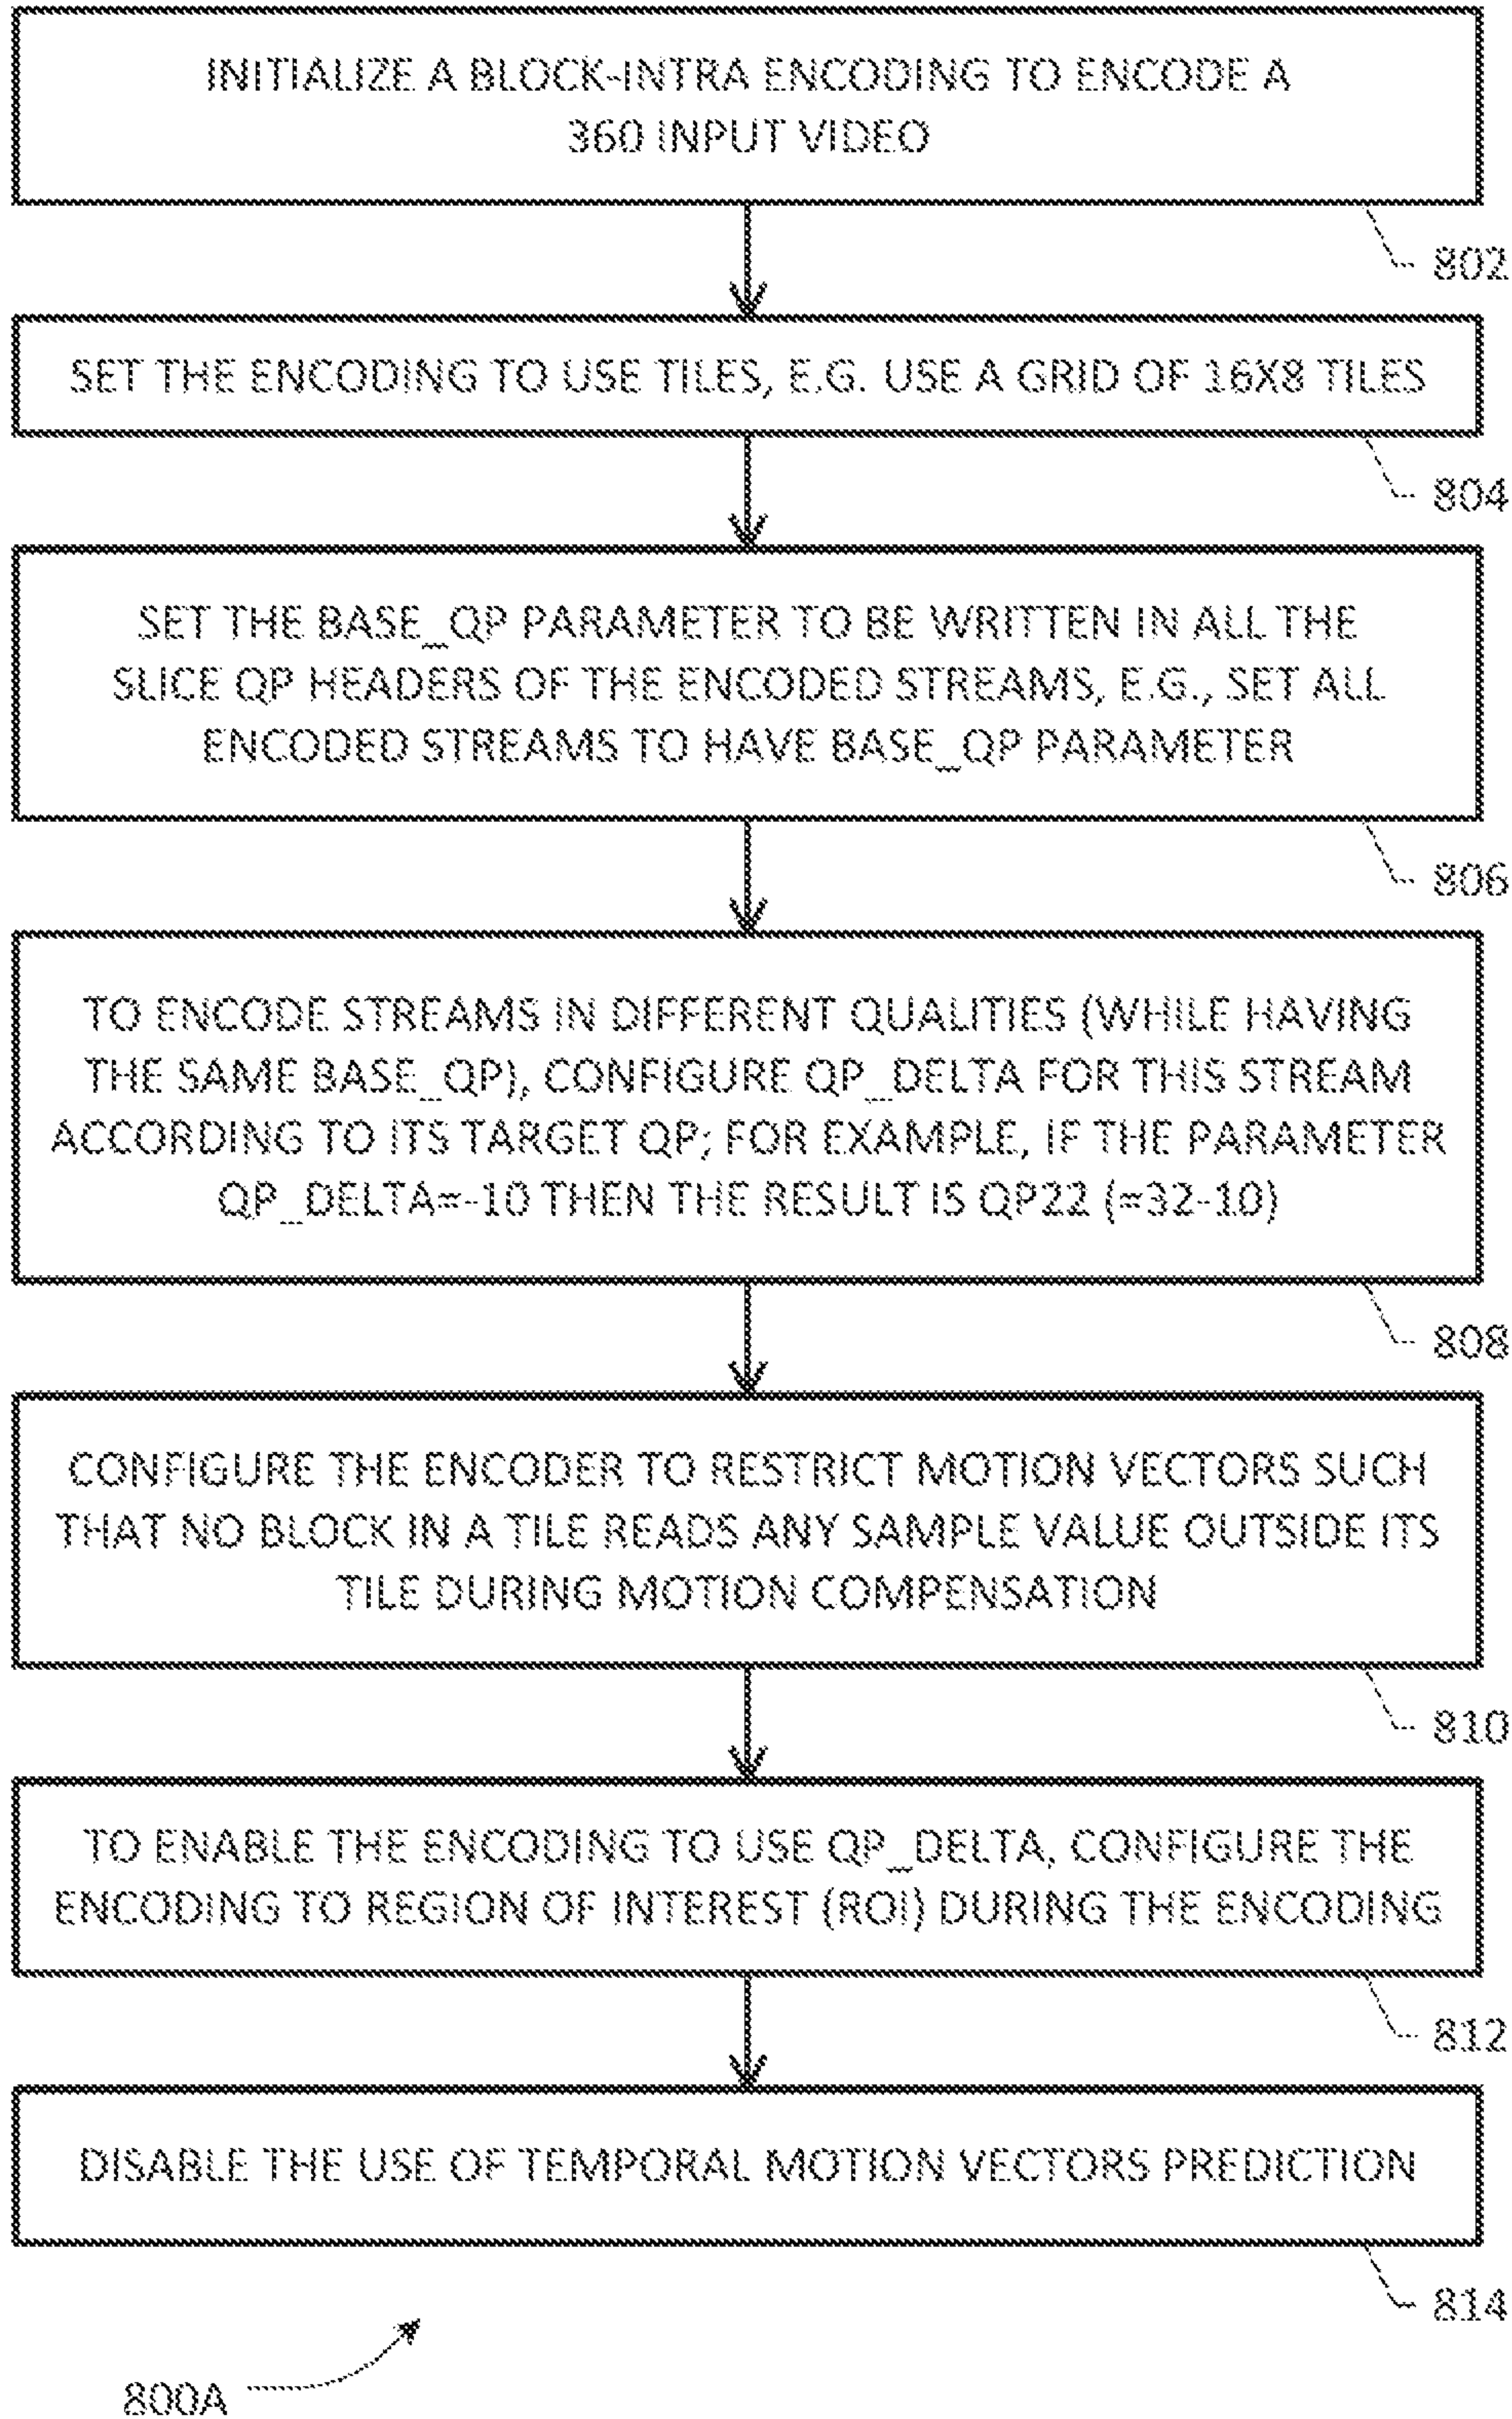 INITIALIZE A BLOCK-INTRA ENCODING TO ENCODE A
360 INPUT VIDEO
802
SET THE ENCODING TO USE TILES, E.G. USE A GRID OF 16X8 TILES
804
SET THE BASE_QP PARAMETER TO BE WRITTEN IN ALL THE
SLICE QP HEADERS OF THE ENCODED STREAMS, E.G., SET ALL
ENCODED STREAMS TO HAVE BASE_QP PARAMETER
806
TO ENCODE STREAMS IN DIFFERENT QUALITIES (WHILE HAVING
THE SAME BASE_QP), CONFIGURE QP_DELTA FOR THIS STREAM
ACCORDING TO ITS TARGET QP; FOR EXAMPLE, IF THE PARAMETER
QP_DELTA=-10 THEN THE RESULT IS QP22 (=32-10)
808
CONFIGURE THE ENCODER TO RESTRICT MOTION VECTORS SUCH
THAT NO BLOCK IN A TILE READS ANY SAMPLE VALUE OUTSIDE ITS
TILE DURING MOTION COMPENSATION
810
TO ENABLE THE ENCODING TO USE QP_DELTA, CONFIGURE THE
ENCODING TO REGION OF INTEREST (ROI) DURING THE ENCODING
812
DISABLE THE USE OF TEMPORAL MOTION VECTORS PREDICTION
814
800A